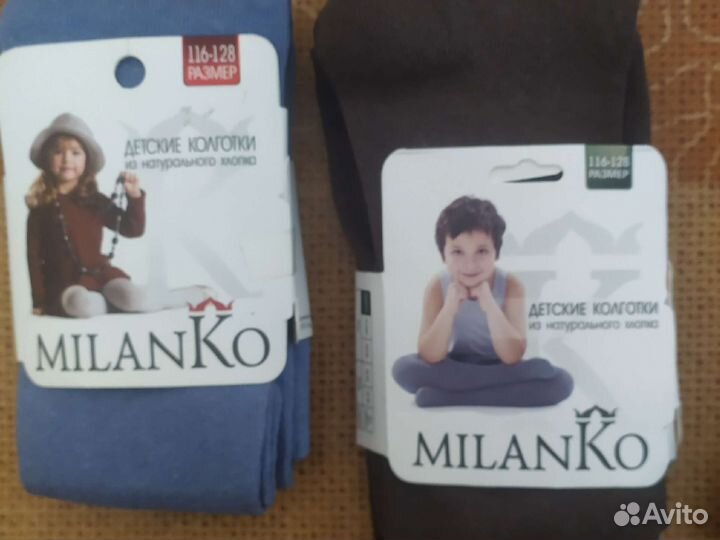 116-128
РАЗМЕР
ДЕТСКИЕ КОЛГОТКИ
из натурального хлопка
MILANKO
116-128
РАЗМЕР
ДЕТСКИЕ КОЛГОТКИ
из натурального хлопка
MILANKO
Avito